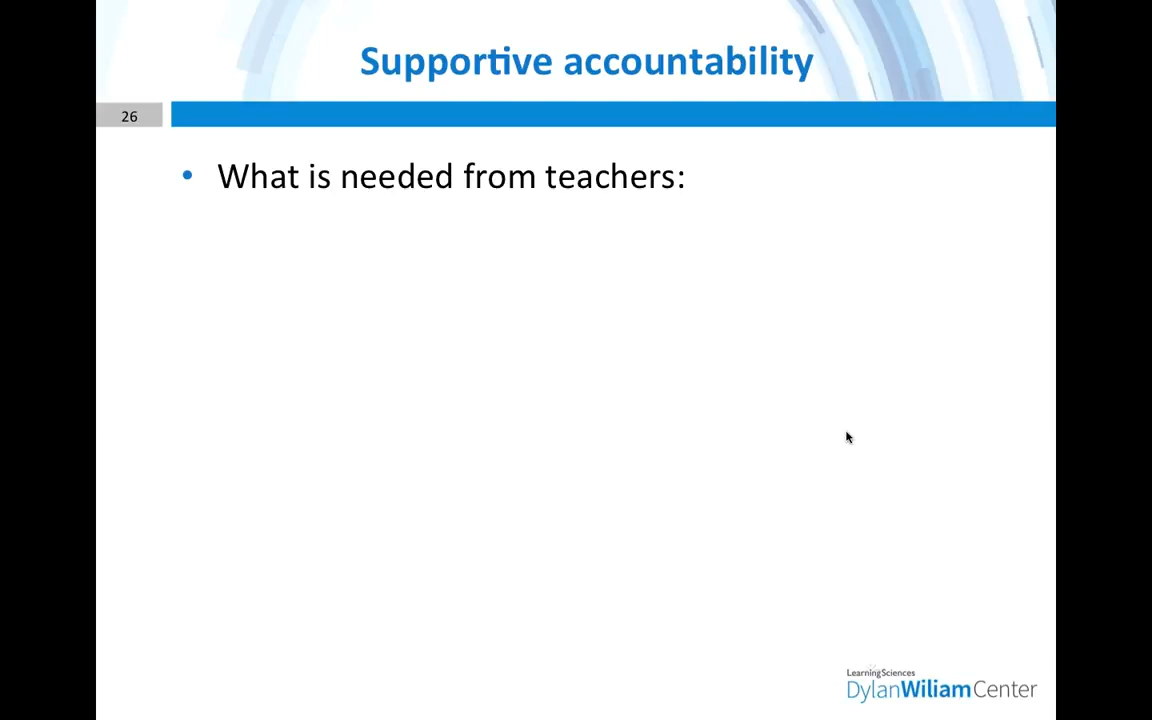 Supportive accountability
26
• What is needed from teachers:
LearningSciences
DylanWiliamCenter